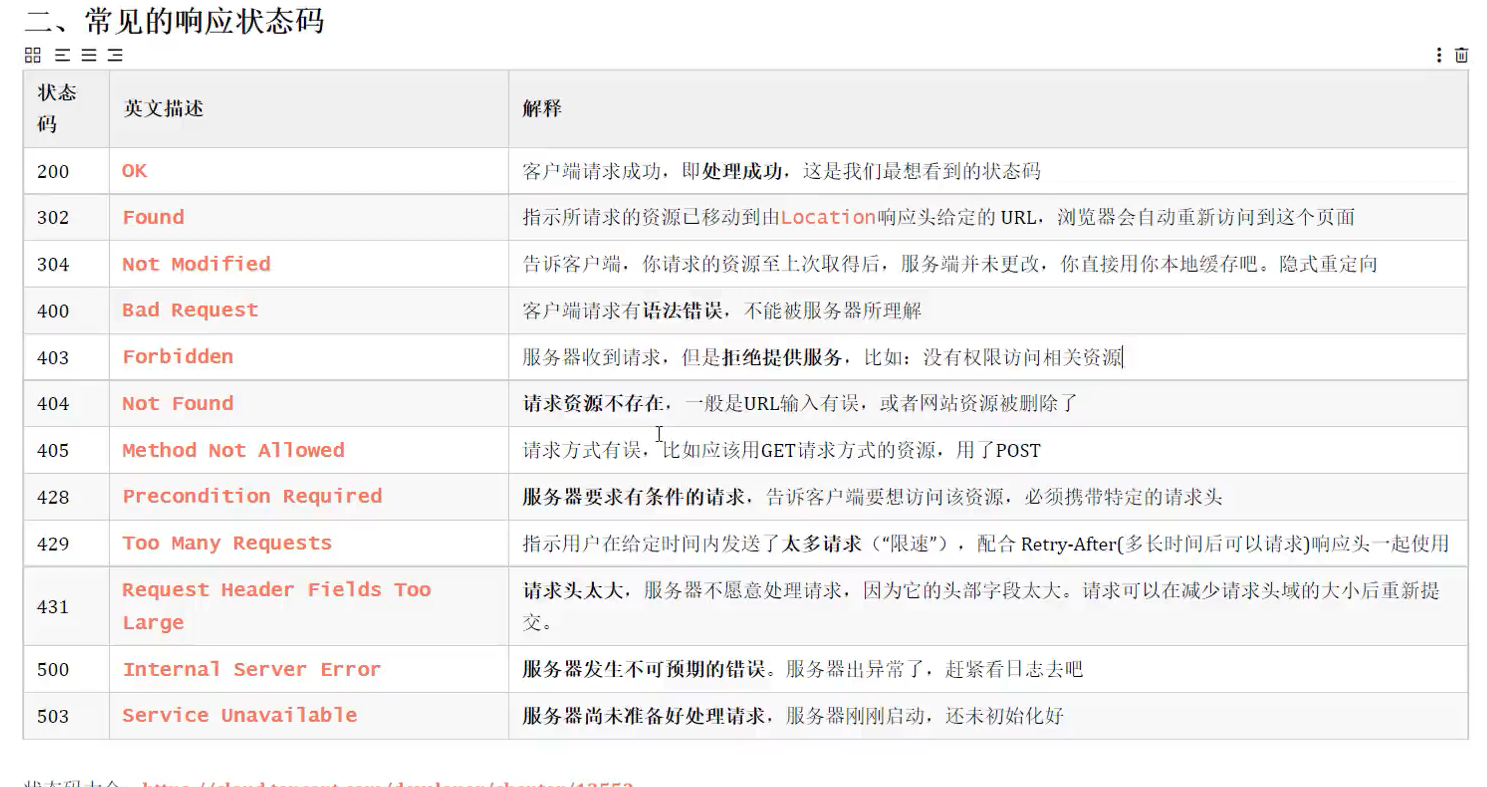 二、常见的响应状态码
状态
码
英文描述
解释
200
OK
客户端请求成功，即处理成功，这是我们最想看到的状态码
302
Found
指示所请求的资源已移动到由Location响应头给定的 URL，浏览器会自动重新访问到这个页面
304
Not Modified
告诉客户端，你请求的资源至上次取得后，服务端并未更改，你直接用你本地缓存吧。隐式重定向
400
Bad Request
客户端请求有语法错误，不能被服务器所理解
403
Forbidden
服务器收到请求，但是拒绝提供服务，比如：没有权限访问相关资源
404
Not Found
请求资源不存在，一般是URL输入有误，或者网站资源被删除了
405
Method Not Allowed
请求方式有误，比如应该用GET请求方式的资源，用了POST
428
Precondition Required
服务器要求有条件的请求，告诉客户端要想访问该资源，必须携带特定的请求头
429
Too Many Requests
指示用户在给定时间内发送了太多请求（“限速”），配合 Retry-After(多长时间后可以请求)响应头一起使用
431
Request Header Fields Too
Large
请求头太大，服务器不愿意处理请求，因为它的头部字段太大。请求可以在减少请求头域的大小后重新提
交。
500
Internal Server Error
服务器发生不可预期的错误。服务器出异常了，赶紧看日志去吧
503
Service Unavailable
服务器尚未准备好处理请求，服务器刚刚启动，还未初始化好